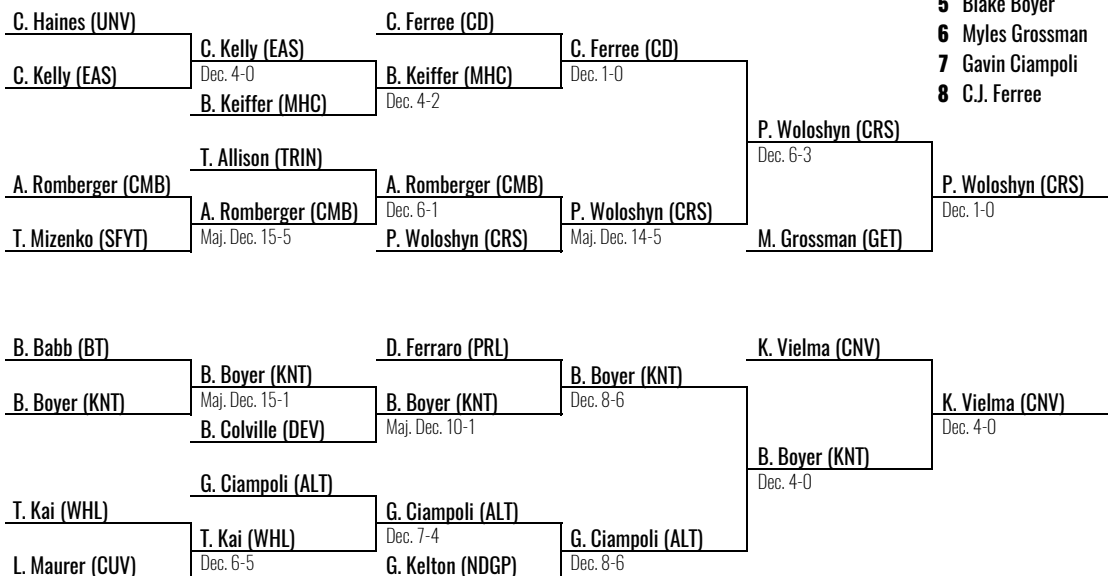 5 Blake Boyer
6 Myles Grossman
7 Gavin Ciampoli
8 C.J. Ferree
C. Haines (UNV)
C. Kelly (EAS)
C. Kelly (EAS)
Dec. 4-0
B. Keiffer (MHC)
C. Ferree (CD)
B. Keiffer (MHC)
Dec. 4-2
C. Ferree (CD)
Dec. 1-0
T. Allison (TRIN)
A. Romberger (CMB)
T. Mizenko (SFYT)
A. Romberger (CMB)
Maj. Dec. 15-5
A. Romberger (CMB)
Dec. 6-1
P. Woloshyn (CRS)
P. Woloshyn (CRS)
Maj. Dec. 14-5
P. Woloshyn (CRS)
Dec. 6-3
M. Grossman (GET)
P. Woloshyn (CRS)
Dec. 1-0
B. Babb (BT)
B. Boyer (KNT)
B. Boyer (KNT)
Maj. Dec. 15-1
B. Colville (DEV)
D. Ferraro (PRL)
B. Boyer (KNT)
Maj. Dec. 10-1
B. Boyer (KNT)
Dec. 8-6
G. Ciampoli (ALT)
T. Kai (WHL)
L. Maurer (CUV)
T. Kai (WHL)
Dec. 6-5
G. Ciampoli (ALT)
Dec. 7-4
G. Kelton (NDGP)
G. Ciampoli (ALT)
Dec. 8-6
K. Vielma (CNV)
B. Boyer (KNT)
Dec. 4-0
K. Vielma (CNV)
Dec. 4-0